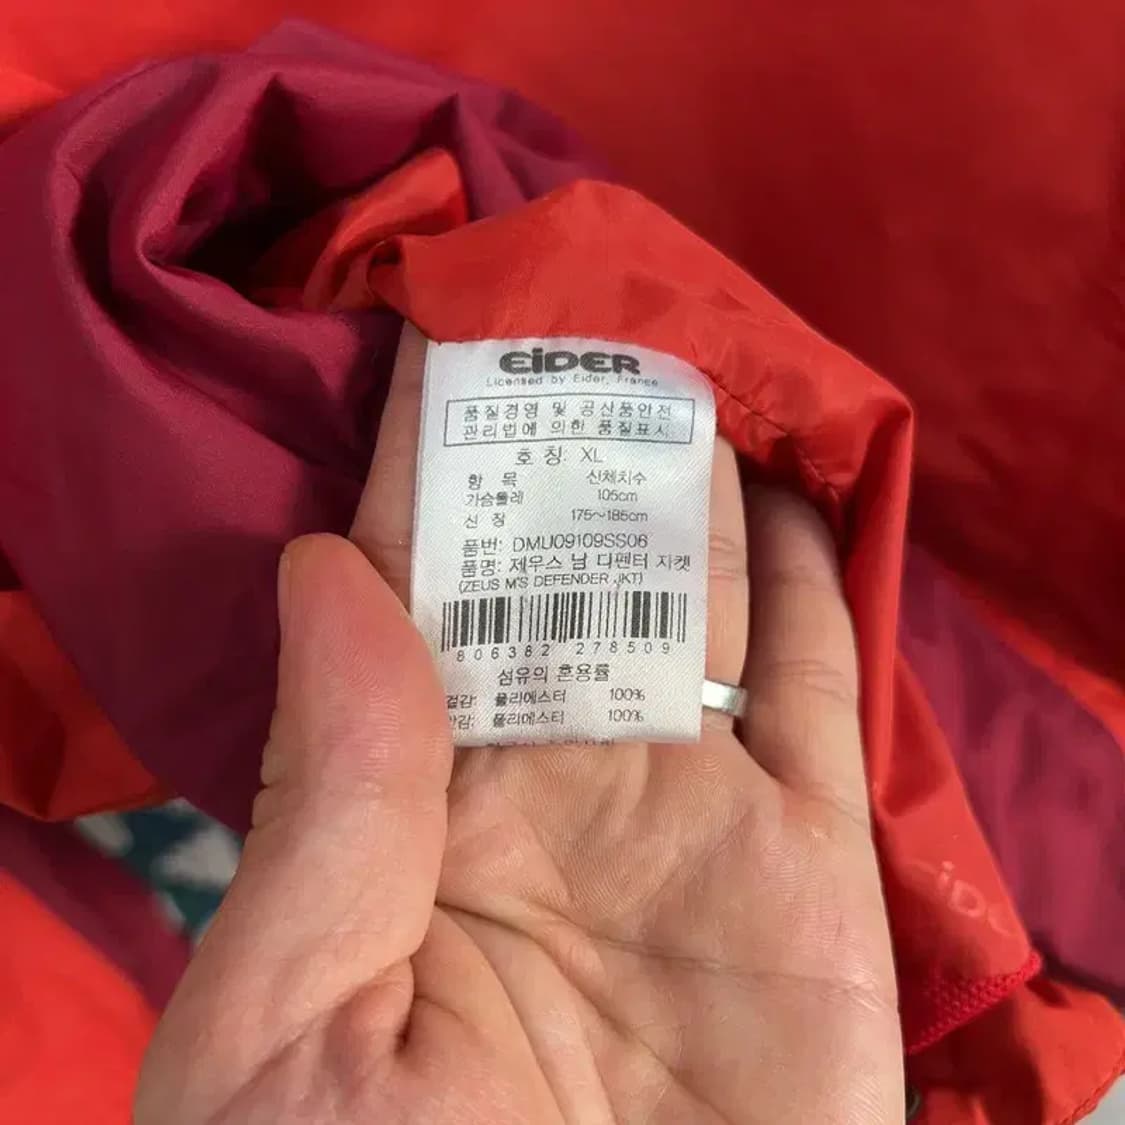 EiDER
Licensed by Eider, France
품질경영 및 공산품안전
관리법에 의한 품질표시
호 칭: XL
항 목 신체치수
가슴둘레 105cm
신 장 175~185cm
품번: DMU09109SS06
품명: 제우스 남 디펜터 자켓
(ZEUS M'S DEFENDER JKT)
8 806382 278509
섬유의 혼용률
겉감: 폴리에스터 100%
안감: 폴리에스터 100%